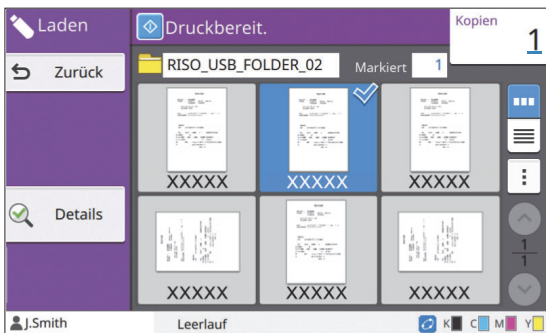 Laden
Druckbereit.
Kopien
1
Zurück
RISO_USB_FOLDER_02
Markiert 1
XXXXX XXXXX XXXXX
Details
1
1
XXXXX XXXXX XXXXX
J.Smith
Leerlauf
K C M Y